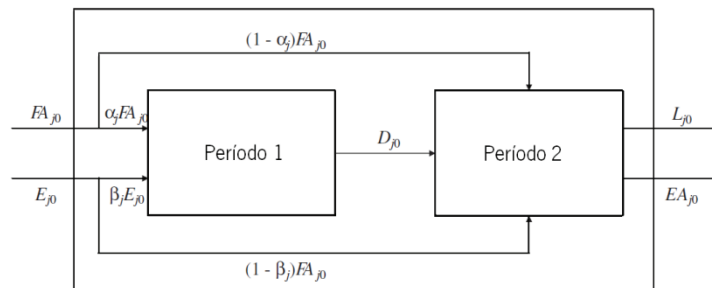 (1 - αj)FAj0
FAj0
αjFAj0
Período 1
Dj0
Período 2
Lj0
Ej0
βjEj0
EAj0
(1 - βj)FAj0